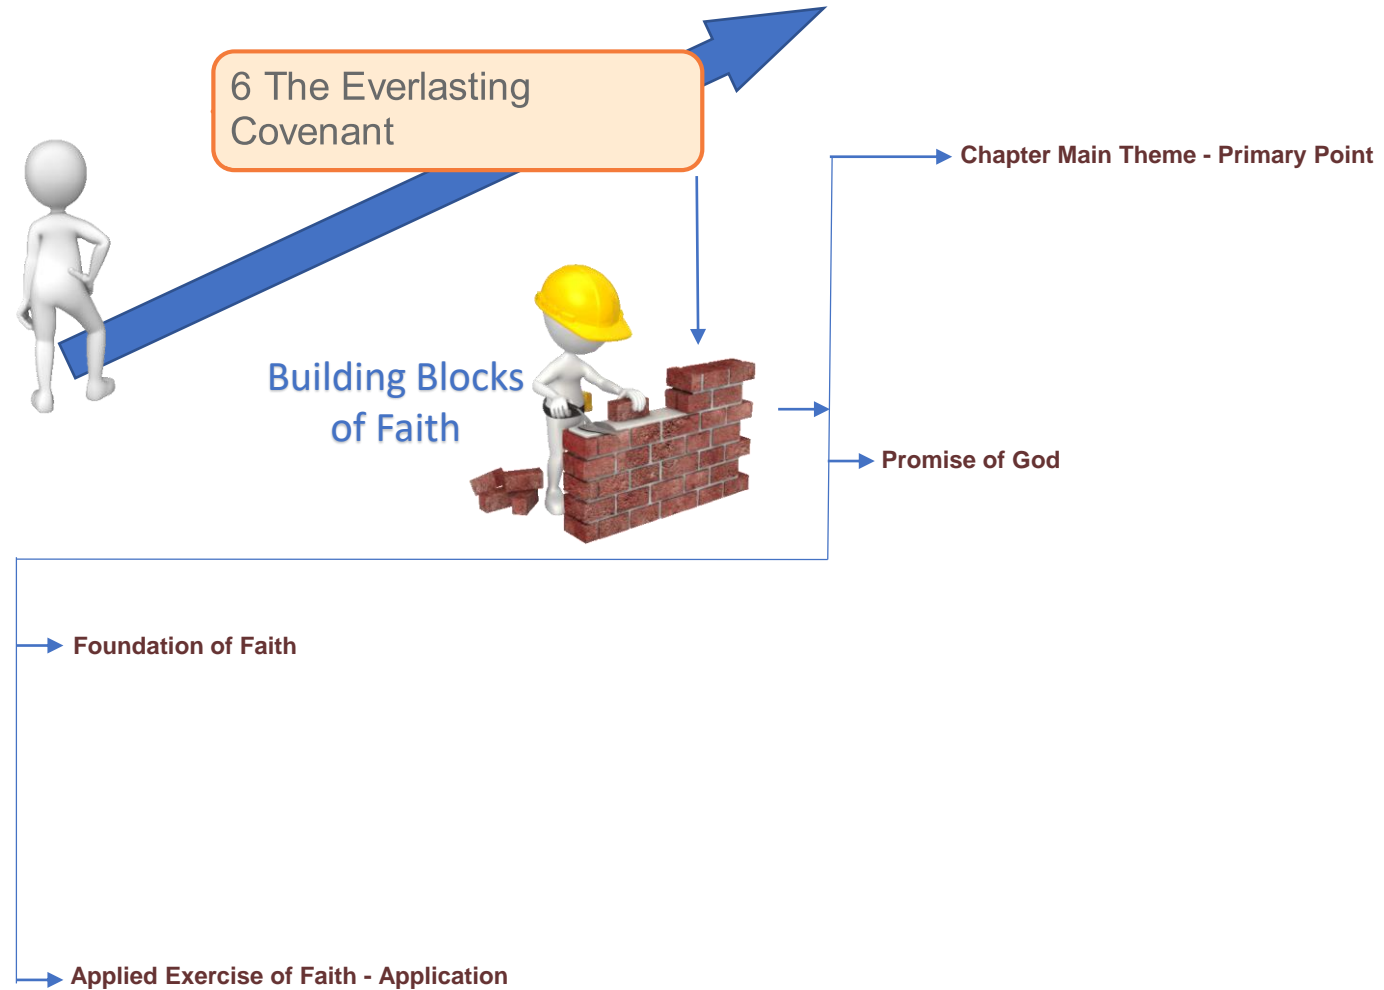 6 The Everlasting
Covenant
Chapter Main Theme - Primary Point
Building Blocks
of Faith
Promise of God
Foundation of Faith
Applied Exercise of Faith - Application